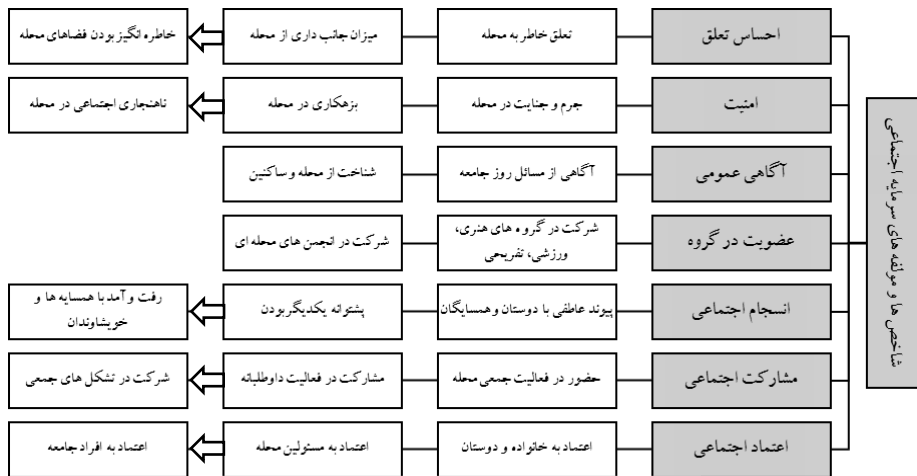 شاخص ها و مولفه های سرمایه اجتماعی
احساس تعلق
تعلق خاطر به محله
میزان جانب داری از محله
خاطره انگیز بودن فضاهای محله
امنیت
جرم و جنایت در محله
بزهکاری در محله
ناهنجاری اجتماعی در محله
آگاهی عمومی
آگاهی از مسائل روز جامعه
شناخت از محله و ساکنین
عضویت در گروه
شرکت در گروه های هنری،
ورزشی، تفریحی
شرکت در انجمن های محله ای
انسجام اجتماعی
پیوند عاطفی با دوستان و همسایگان
پشتوانه یکدیگر بودن
رفت و آمد با همسایه ها و
خویشاوندان
مشارکت اجتماعی
حضور در فعالیت جمعی محله
مشارکت در فعالیت داوطلبانه
شرکت در تشکل های جمعی
اعتماد اجتماعی
اعتماد به خانواده و دوستان
اعتماد به مسئولین محله
اعتماد به افراد جامعه